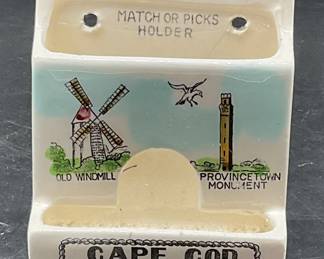 MATCH OR PICKS
HOLDER
OLD WINDMILL
PROVINCETOWN
MONUMENT
CAPE COD